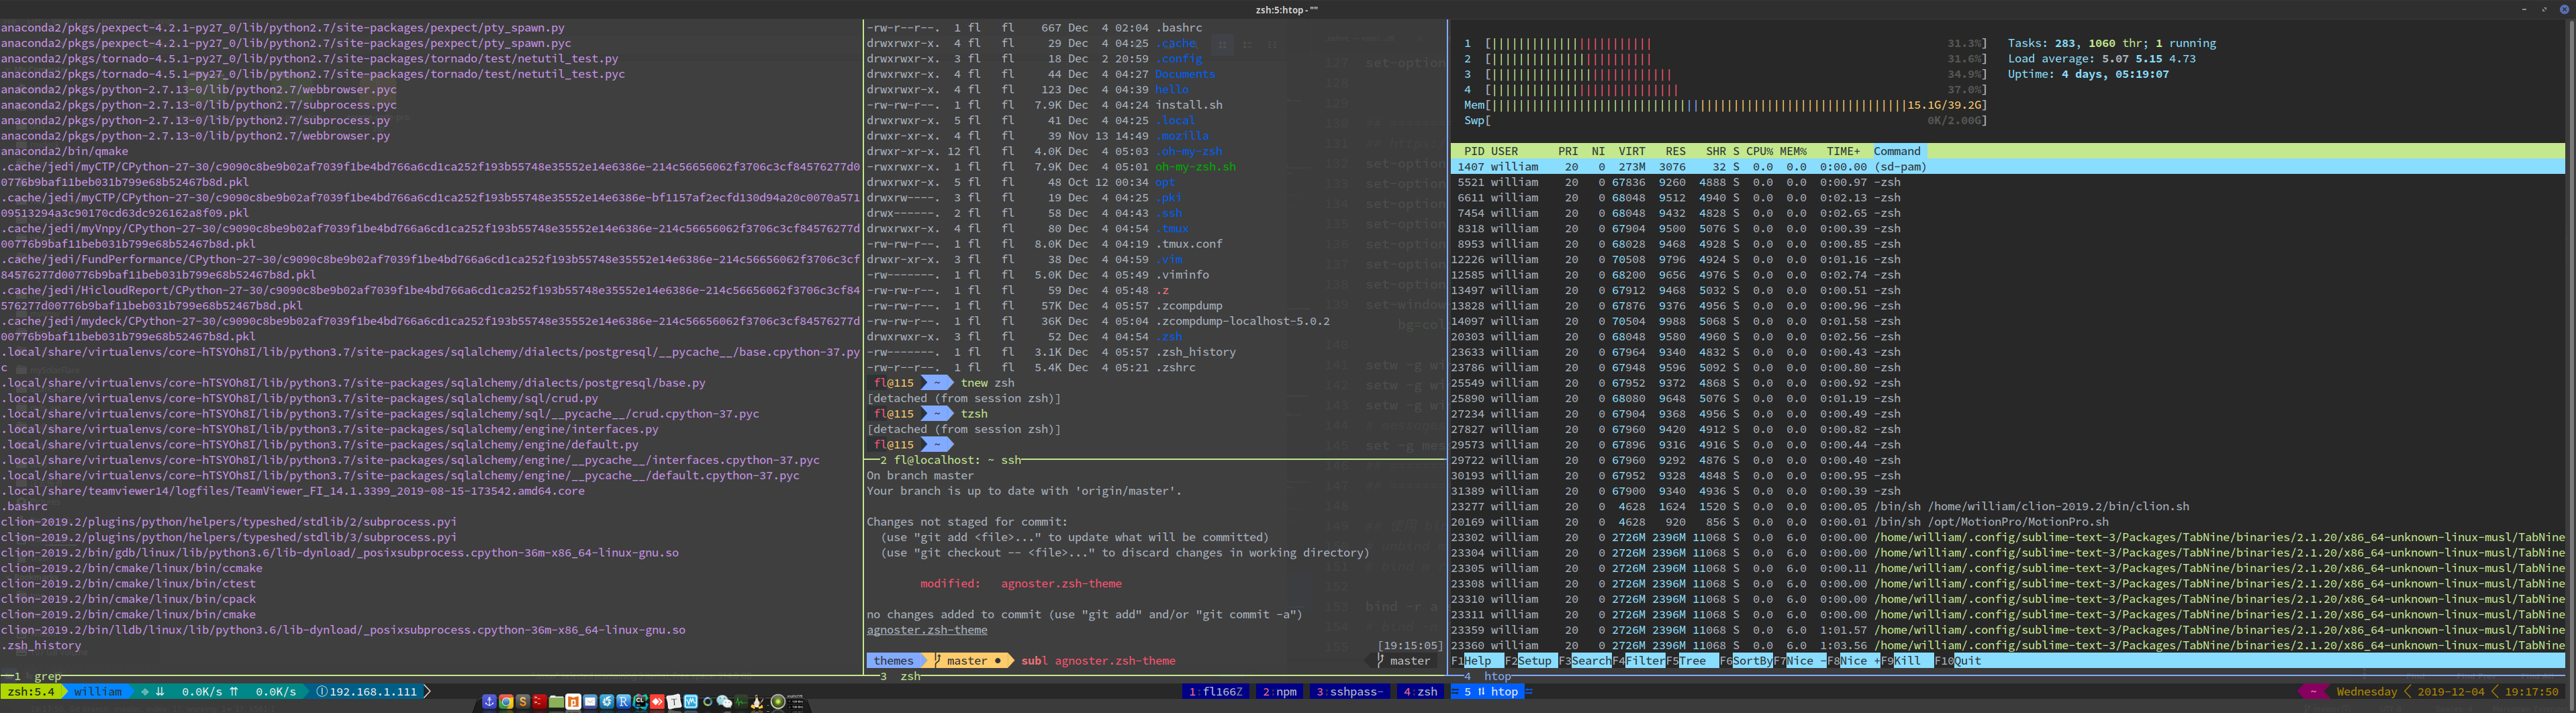 zsh:5:htop - ""
anaconda2/pkgs/pexpect-4.2.1-py27_0/lib/python2.7/site-packages/pexpect/pty_spawn.py
anaconda2/pkgs/pexpect-4.2.1-py27_0/lib/python2.7/site-packages/pexpect/pty_spawn.pyc
anaconda2/pkgs/tornado-4.5.1-py27_0/lib/python2.7/site-packages/tornado/test/netutil_test.py
anaconda2/pkgs/tornado-4.5.1-py27_0/lib/python2.7/site-packages/tornado/test/netutil_test.pyc
anaconda2/pkgs/python-2.7.13-0/lib/python2.7/webbrowser.pyc
anaconda2/pkgs/python-2.7.13-0/lib/python2.7/subprocess.pyc
anaconda2/pkgs/python-2.7.13-0/lib/python2.7/subprocess.py
anaconda2/pkgs/python-2.7.13-0/lib/python2.7/webbrowser.py
anaconda2/bin/qmake
.cache/jedi/myCTP/CPython-27-30/c9090c8be9b02af7039f1be4bd766a6cd1ca252f193b55748e35552e14e6386e-214c56656062f3706c3cf84576277d0
0776b9baf11beb031b799e68b52467b8d.pkl
.cache/jedi/myCTP/CPython-27-30/c9090c8be9b02af7039f1be4bd766a6cd1ca252f193b55748e35552e14e6386e-bf1157af2ecfd130d94a20c0070a571
09513294a3c90170cd63dc926162a8f09.pkl
.cache/jedi/myVnpy/CPython-27-30/c9090c8be9b02af7039f1be4bd766a6cd1ca252f193b55748e35552e14e6386e-214c56656062f3706c3cf84576277d
00776b9baf11beb031b799e68b52467b8d.pkl
.cache/jedi/FundPerformance/CPython-27-30/c9090c8be9b02af7039f1be4bd766a6cd1ca252f193b55748e35552e14e6386e-214c56656062f3706c3cf
84576277d00776b9baf11beb031b799e68b52467b8d.pkl
.cache/jedi/HicloudReport/CPython-27-30/c9090c8be9b02af7039f1be4bd766a6cd1ca252f193b55748e35552e14e6386e-214c56656062f3706c3cf84
576277d00776b9baf11beb031b799e68b52467b8d.pkl
.cache/jedi/mydeck/CPython-27-30/c9090c8be9b02af7039f1be4bd766a6cd1ca252f193b55748e35552e14e6386e-214c56656062f3706c3cf84576277d
00776b9baf11beb031b799e68b52467b8d.pkl
.local/share/virtualenvs/core-hTSYOh8I/lib/python3.7/site-packages/sqlalchemy/dialects/postgresql/__pycache__/base.cpython-37.py
c
.local/share/virtualenvs/core-hTSYOh8I/lib/python3.7/site-packages/sqlalchemy/dialects/postgresql/base.py
.local/share/virtualenvs/core-hTSYOh8I/lib/python3.7/site-packages/sqlalchemy/sql/crud.py
.local/share/virtualenvs/core-hTSYOh8I/lib/python3.7/site-packages/sqlalchemy/sql/__pycache__/crud.cpython-37.pyc
.local/share/virtualenvs/core-hTSYOh8I/lib/python3.7/site-packages/sqlalchemy/engine/interfaces.py
.local/share/virtualenvs/core-hTSYOh8I/lib/python3.7/site-packages/sqlalchemy/engine/default.py
.local/share/virtualenvs/core-hTSYOh8I/lib/python3.7/site-packages/sqlalchemy/engine/__pycache__/interfaces.cpython-37.pyc
.local/share/virtualenvs/core-hTSYOh8I/lib/python3.7/site-packages/sqlalchemy/engine/__pycache__/default.cpython-37.pyc
.local/share/teamviewer14/logfiles/TeamViewer_FI_14.1.3399_2019-08-15-173542.amd64.core
.bashrc
clion-2019.2/plugins/python/helpers/typeshed/stdlib/2/subprocess.pyi
clion-2019.2/plugins/python/helpers/typeshed/stdlib/3/subprocess.pyi
clion-2019.2/bin/gdb/linux/lib/python3.6/lib-dynload/_posixsubprocess.cpython-36m-x86_64-linux-gnu.so
clion-2019.2/bin/cmake/linux/bin/ccmake
clion-2019.2/bin/cmake/linux/bin/ctest
clion-2019.2/bin/cmake/linux/bin/cpack
clion-2019.2/bin/cmake/linux/bin/cmake
clion-2019.2/bin/lldb/linux/lib/python3.6/lib-dynload/_posixsubprocess.cpython-36m-x86_64-linux-gnu.so
.zsh_history
1 grep
-rw-r--r--. 1 fl fl 667 Dec 4 02:04 .bashrc
drwxrwxr-x. 4 fl fl 29 Dec 4 04:25 .cache
drwxrwxr-x. 3 fl fl 18 Dec 2 20:59 .config
drwxrwxr-x. 4 fl fl 44 Dec 4 04:27 Documents
drwxrwxr-x. 4 fl fl 123 Dec 4 04:39 hello
-rw-rw-r--. 1 fl fl 7.9K Dec 4 04:24 install.sh
drwxrwxr-x. 5 fl fl 41 Dec 4 04:25 .local
drwxr-xr-x. 4 fl fl 39 Nov 13 14:49 .mozilla
drwxr-xr-x. 12 fl fl 4.0K Dec 4 05:03 .oh-my-zsh
-rwxrwxr-x. 1 fl fl 7.9K Dec 4 05:01 oh-my-zsh.sh
drwxrwxr-x. 5 fl fl 48 Oct 12 00:34 opt
drwxrw----. 3 fl fl 19 Dec 4 04:25 .pki
drwx------. 2 fl fl 58 Dec 4 04:43 .ssh
drwxrwxr-x. 4 fl fl 80 Dec 4 04:54 .tmux
-rw-rw-r--. 1 fl fl 8.0K Dec 4 04:19 .tmux.conf
drwxrwxr-x. 3 fl fl 38 Dec 4 04:59 .vim
-rw-------. 1 fl fl 5.0K Dec 4 05:49 .viminfo
-rw-rw-r--. 1 fl fl 59 Dec 4 05:48 .z
-rw-rw-r--. 1 fl fl 57K Dec 4 05:57 .zcompdump
-rw-rw-r--. 1 fl fl 36K Dec 4 05:04 .zcompdump-localhost-5.0.2
drwxrwxr-x. 3 fl fl 52 Dec 4 04:54 .zsh
-rw-------. 1 fl fl 3.1K Dec 4 05:57 .zsh_history
-rw-r--r--. 1 fl fl 5.4K Dec 4 05:21 .zshrc
fl@115 ~ tnew zsh
[detached (from session zsh)]
fl@115 ~ tzsh
[detached (from session zsh)]
fl@115 ~
2 fl@localhost: ~ ssh
On branch master
Your branch is up to date with 'origin/master'.
Changes not staged for commit:
(use "git add <file>..." to update what will be committed)
(use "git checkout -- <file>..." to discard changes in working directory)
modified: agnoster.zsh-theme
no changes added to commit (use "git add" and/or "git commit -a")
agnoster.zsh-theme
[19:15:05]
themes master ● subl agnoster.zsh-theme master
3 zsh
1 [ 31.3%] Tasks: 283, 1060 thr; 1 running
2 [ 31.6%] Load average: 5.07 5.15 4.73
3 [ 34.9%] Uptime: 4 days, 05:19:07
4 [ 37.0%]
Mem[ 15.1G/39.2G]
Swp[ 0K/2.00G]
PID USER PRI NI VIRT RES SHR S CPU% MEM% TIME+ Command
1407 william 20 0 273M 3076 32 S 0.0 0.0 0:00.00 (sd-pam)
5521 william 20 0 67836 9260 4888 S 0.0 0.0 0:00.97 -zsh
6611 william 20 0 68048 9512 4940 S 0.0 0.0 0:02.13 -zsh
7454 william 20 0 68048 9432 4828 S 0.0 0.0 0:02.65 -zsh
8318 william 20 0 67904 9500 5076 S 0.0 0.0 0:00.39 -zsh
8953 william 20 0 68028 9468 4928 S 0.0 0.0 0:00.85 -zsh
12226 william 20 0 70508 9796 4924 S 0.0 0.0 0:01.16 -zsh
12585 william 20 0 68200 9656 4976 S 0.0 0.0 0:02.74 -zsh
13497 william 20 0 67912 9468 5032 S 0.0 0.0 0:00.51 -zsh
13828 william 20 0 67876 9376 4956 S 0.0 0.0 0:00.96 -zsh
14097 william 20 0 70504 9988 5068 S 0.0 0.0 0:01.58 -zsh
20303 william 20 0 68048 9580 4960 S 0.0 0.0 0:02.56 -zsh
23633 william 20 0 67964 9340 4832 S 0.0 0.0 0:00.43 -zsh
23786 william 20 0 67948 9596 5092 S 0.0 0.0 0:00.80 -zsh
25549 william 20 0 67952 9372 4868 S 0.0 0.0 0:00.92 -zsh
25890 william 20 0 68080 9648 5076 S 0.0 0.0 0:01.19 -zsh
27234 william 20 0 67904 9368 4956 S 0.0 0.0 0:00.49 -zsh
27827 william 20 0 67960 9420 4912 S 0.0 0.0 0:00.82 -zsh
29573 william 20 0 67896 9316 4916 S 0.0 0.0 0:00.44 -zsh
29722 william 20 0 67960 9292 4876 S 0.0 0.0 0:00.40 -zsh
30193 william 20 0 67952 9328 4848 S 0.0 0.0 0:00.95 -zsh
31389 william 20 0 67900 9340 4936 S 0.0 0.0 0:00.39 -zsh
23277 william 20 0 4628 1624 1520 S 0.0 0.0 0:00.05 /bin/sh /home/william/clion-2019.2/bin/clion.sh
20169 william 20 0 4628 920 856 S 0.0 0.0 0:00.01 /bin/sh /opt/MotionPro/MotionPro.sh
23302 william 20 0 2726M 2396M 11068 S 0.0 6.0 0:00.00 /home/william/.config/sublime-text-3/Packages/TabNine/binaries/2.1.20/x86_64-unknown-linux-musl/TabNine
23304 william 20 0 2726M 2396M 11068 S 0.0 6.0 0:00.00 /home/william/.config/sublime-text-3/Packages/TabNine/binaries/2.1.20/x86_64-unknown-linux-musl/TabNine
23305 william 20 0 2726M 2396M 11068 S 0.0 6.0 0:00.11 /home/william/.config/sublime-text-3/Packages/TabNine/binaries/2.1.20/x86_64-unknown-linux-musl/TabNine
23308 william 20 0 2726M 2396M 11068 S 0.0 6.0 0:00.00 /home/william/.config/sublime-text-3/Packages/TabNine/binaries/2.1.20/x86_64-unknown-linux-musl/TabNine
23310 william 20 0 2726M 2396M 11068 S 0.0 6.0 0:00.00 /home/william/.config/sublime-text-3/Packages/TabNine/binaries/2.1.20/x86_64-unknown-linux-musl/TabNine
23311 william 20 0 2726M 2396M 11068 S 0.0 6.0 0:00.00 /home/william/.config/sublime-text-3/Packages/TabNine/binaries/2.1.20/x86_64-unknown-linux-musl/TabNine
23359 william 20 0 2726M 2396M 11068 S 0.0 6.0 1:01.57 /home/william/.config/sublime-text-3/Packages/TabNine/binaries/2.1.20/x86_64-unknown-linux-musl/TabNine
23360 william 20 0 2726M 2396M 11068 S 0.0 6.0 1:03.56 /home/william/.config/sublime-text-3/Packages/TabNine/binaries/2.1.20/x86_64-unknown-linux-musl/TabNine
F1Help F2Setup F3SearchF4FilterF5Tree F6SortByF7Nice -F8Nice +F9Kill F10Quit
4 htop
zsh:5.4 william ⇊ 0.0K/s ⇈ 0.0K/s 192.168.1.111 1:fl166Z 2:npm 3:sshpass- 4:zsh 5 ⇅ htop ~ Wednesday 2019-12-04 19:17:50